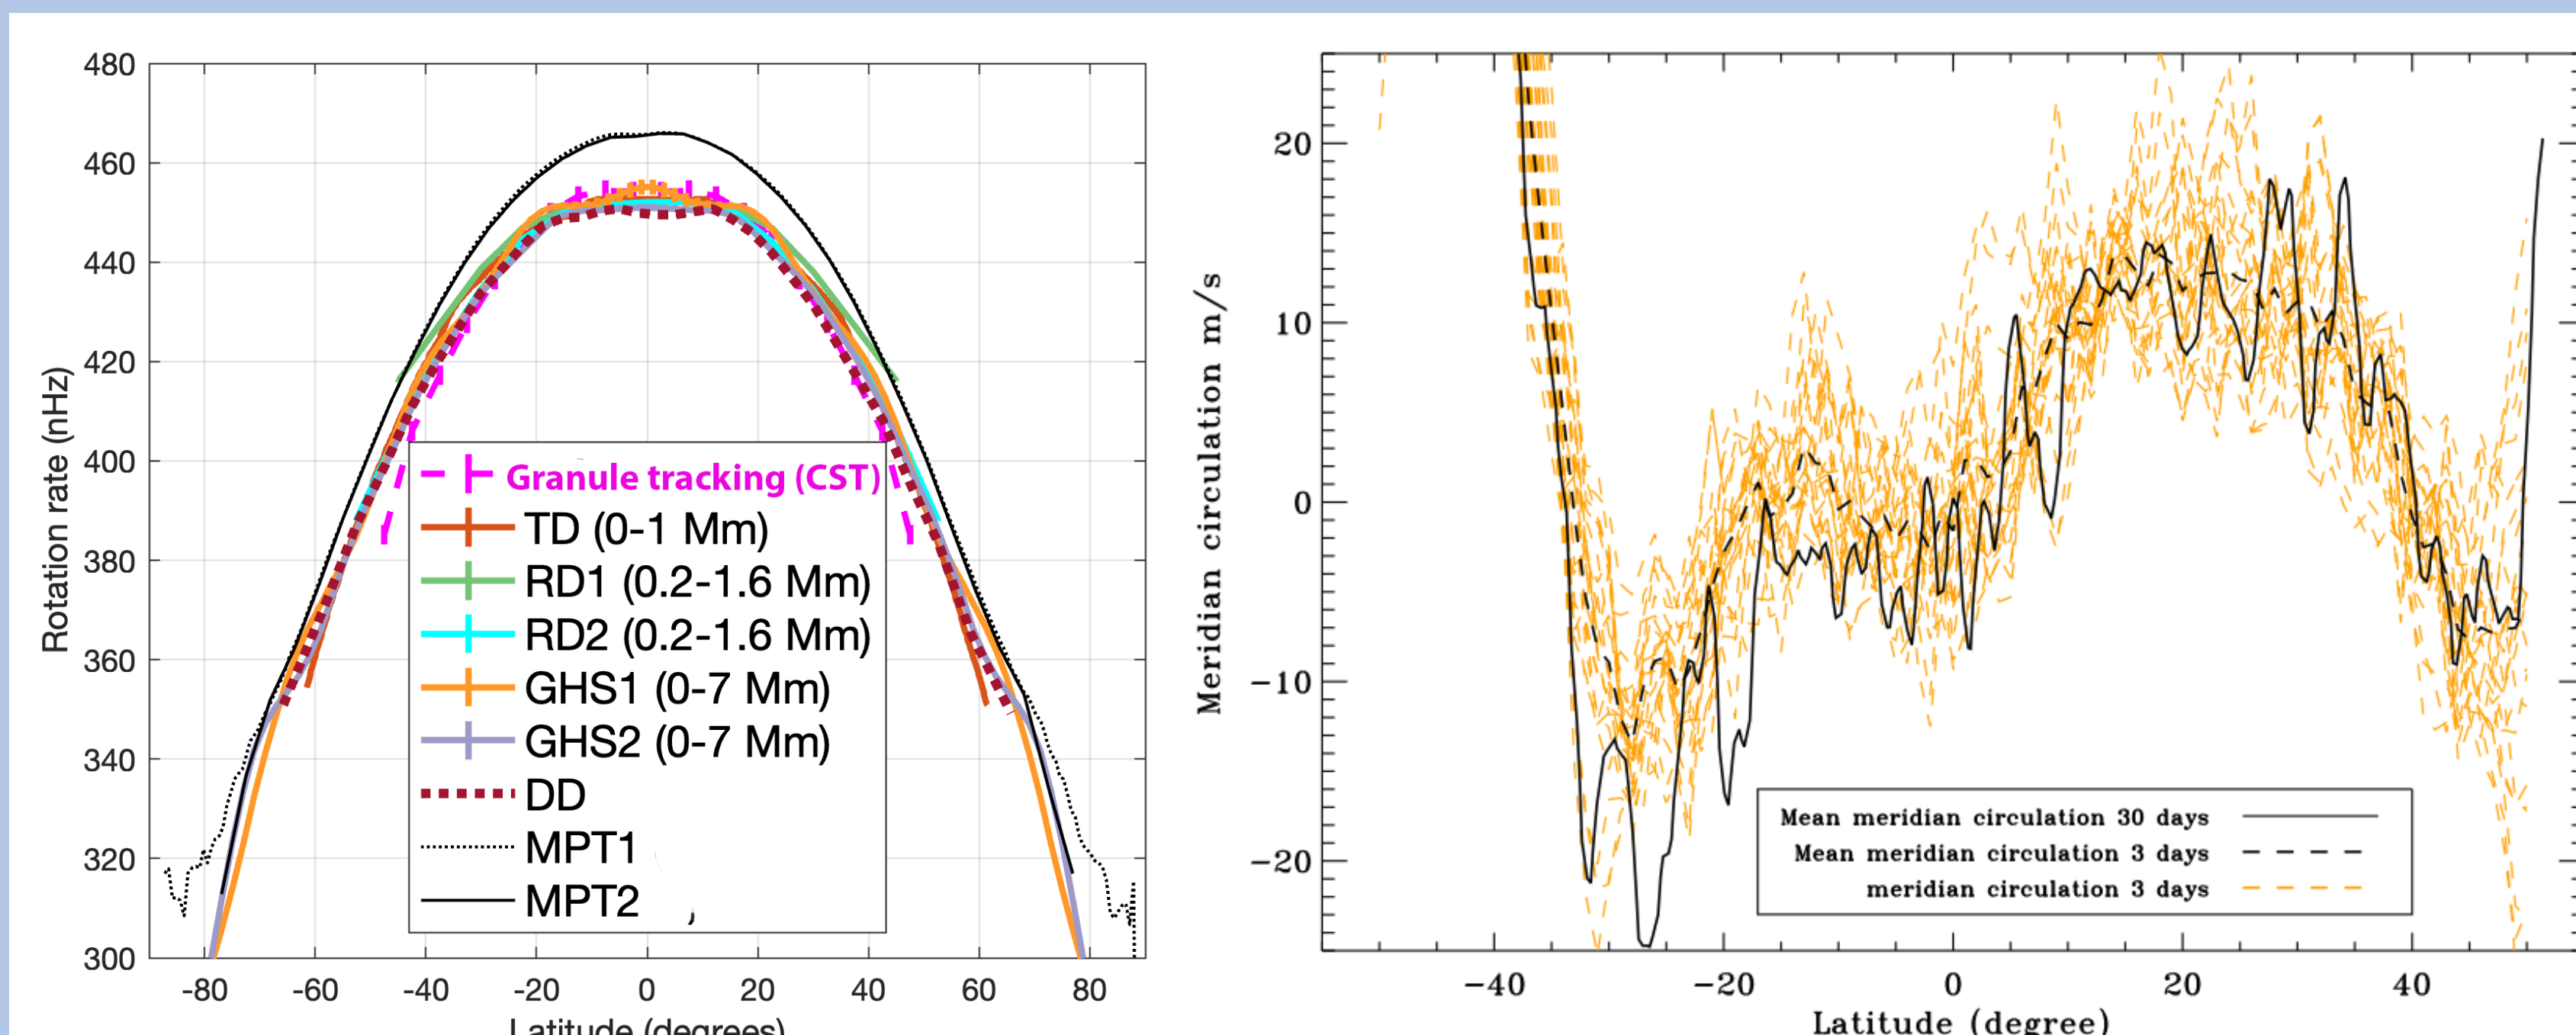 480
460
440
420
400
380
360
340
320
300
Rotation rate (nHz)
Granule tracking (CST)
TD (0-1 Mm)
RD1 (0.2-1.6 Mm)
RD2 (0.2-1.6 Mm)
GHS1 (0-7 Mm)
GHS2 (0-7 Mm)
DD
MPT1
MPT2
-80 -60 -40 -20 0 20 40 60 80
Latitude (degrees)
20
10
0
−10
−20
Meridian circulation m/s
Mean meridian circulation 30 days
Mean meridian circulation 3 days
meridian circulation 3 days
−40 −20 0 20 40
Latitude (degree)